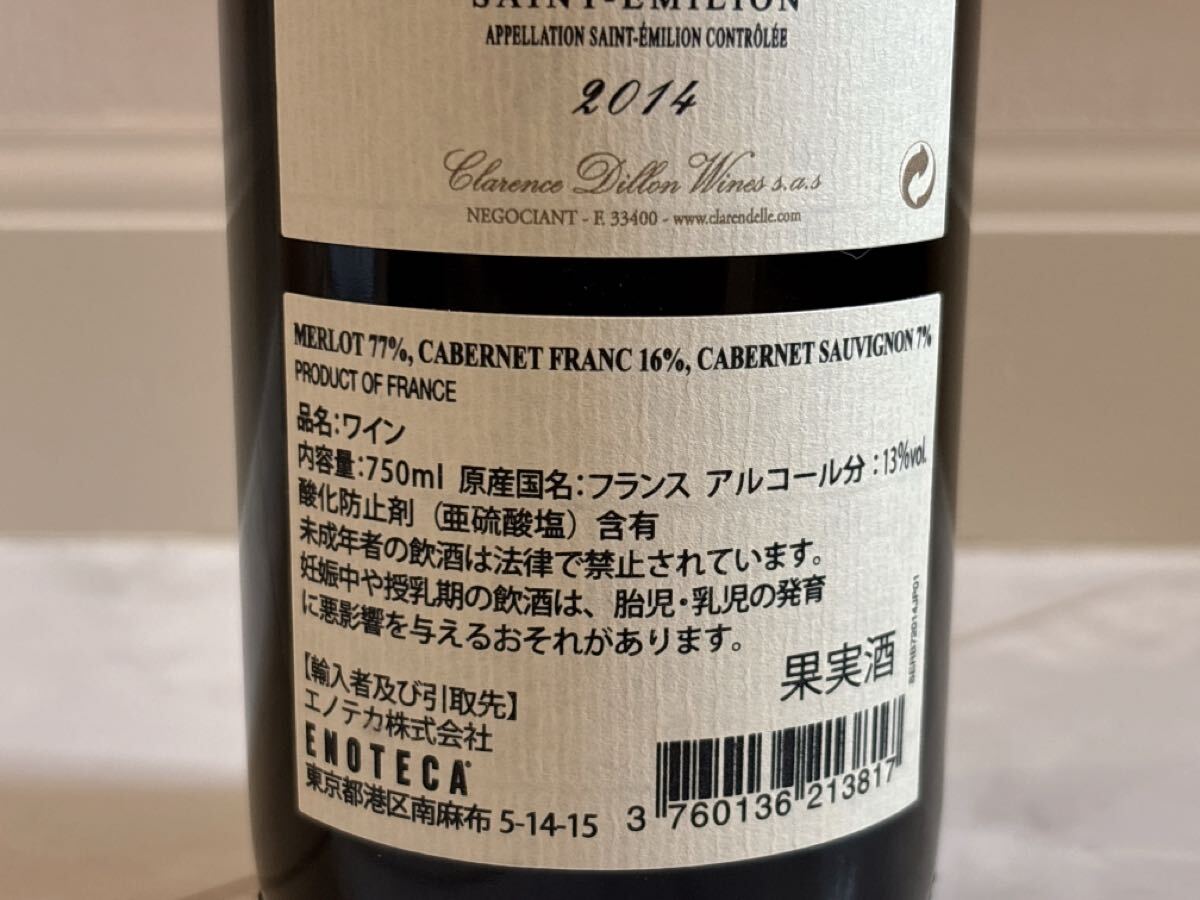 SAINT-ÉMILION
APPELLATION SAINT-ÉMILION CONTRÔLÉE
2014
Clarence Dillon Wines s.a.s
NEGOCIANT - F. 33400 - www.clarendelle.com
MERLOT 77%, CABERNET FRANC 16%, CABERNET SAUVIGNON 7%
PRODUCT OF FRANCE
品名:ワイン
内容量:750ml 原産国名:フランス アルコール分:13%vol.
酸化防止剤（亜硫酸塩）含有
未成年者の飲酒は法律で禁止されています。
妊娠中や授乳期の飲酒は、胎児・乳児の発育
に悪影響を与えるおそれがあります。
果実酒
【輸入者及び引取先】
エノテカ株式会社
ENOTECA
東京都港区南麻布 5-14-15
3 760136 213817